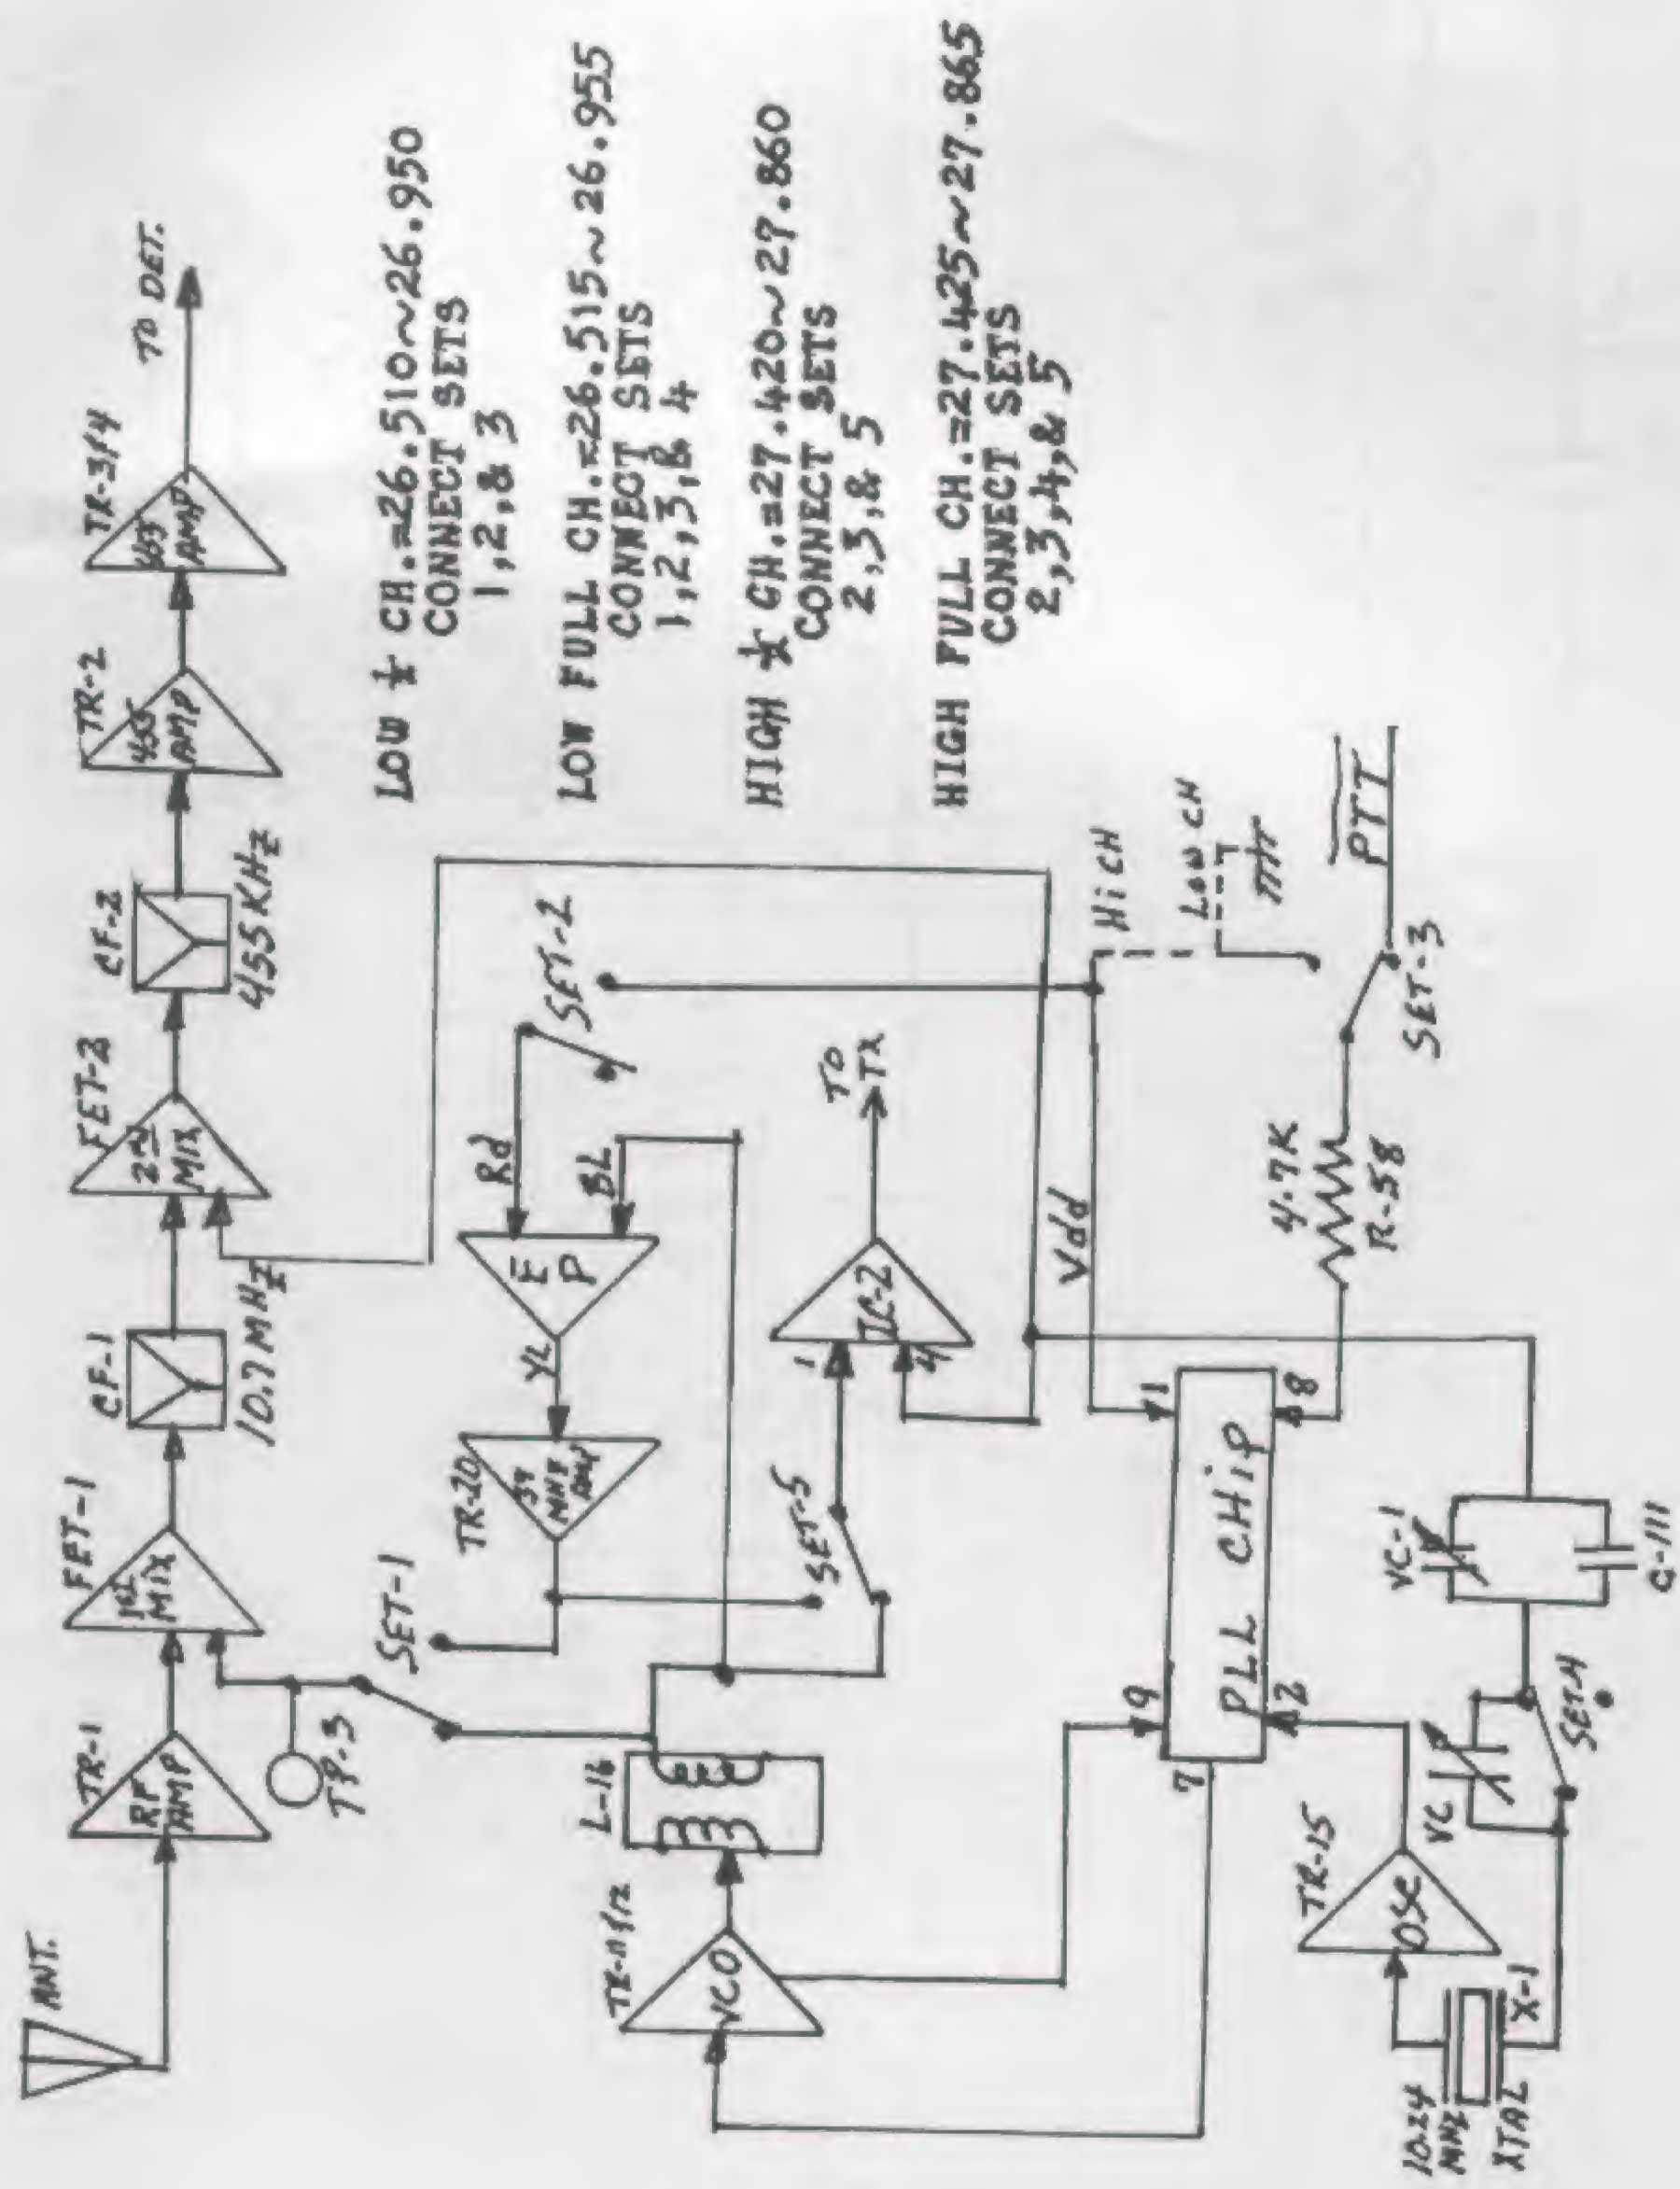 ANT.
TR-1
RF
AMP
FET-1
1st
MIX
CF-1
10.7 MHz
FET-2
2nd
MIX
CF-2
455 KHz
TR-2
455
AMP
TR-3/4
455
AMP
TO DET.
TP-3
SET-1
TR-20
37
MHz
YL
E
P
Rd
BL
SET-2
LOW ½ CH.=26.510~26.950
CONNECT SETS
1,2,& 3
LOW FULL CH.=26.515~26.955
CONNECT SETS
1,2,3,& 4
HIGH ½ CH.=27.420~27.860
CONNECT SETS
2,3,& 5
HIGH FULL CH.=27.425~27.865
CONNECT SETS
2,3,4,& 5
TR-11/12
VCO
L-16
SET-5
1
4
IC-2
TO
TX
Vdd
Hi CH
Low CH
9
1
7
PLL CHiP
2
8
4.7K
R-58
SET-3
PTT
TR-15
OSC
10.24
MHz
XTAL
X-1
VC
SET-4
VC-1
C-111